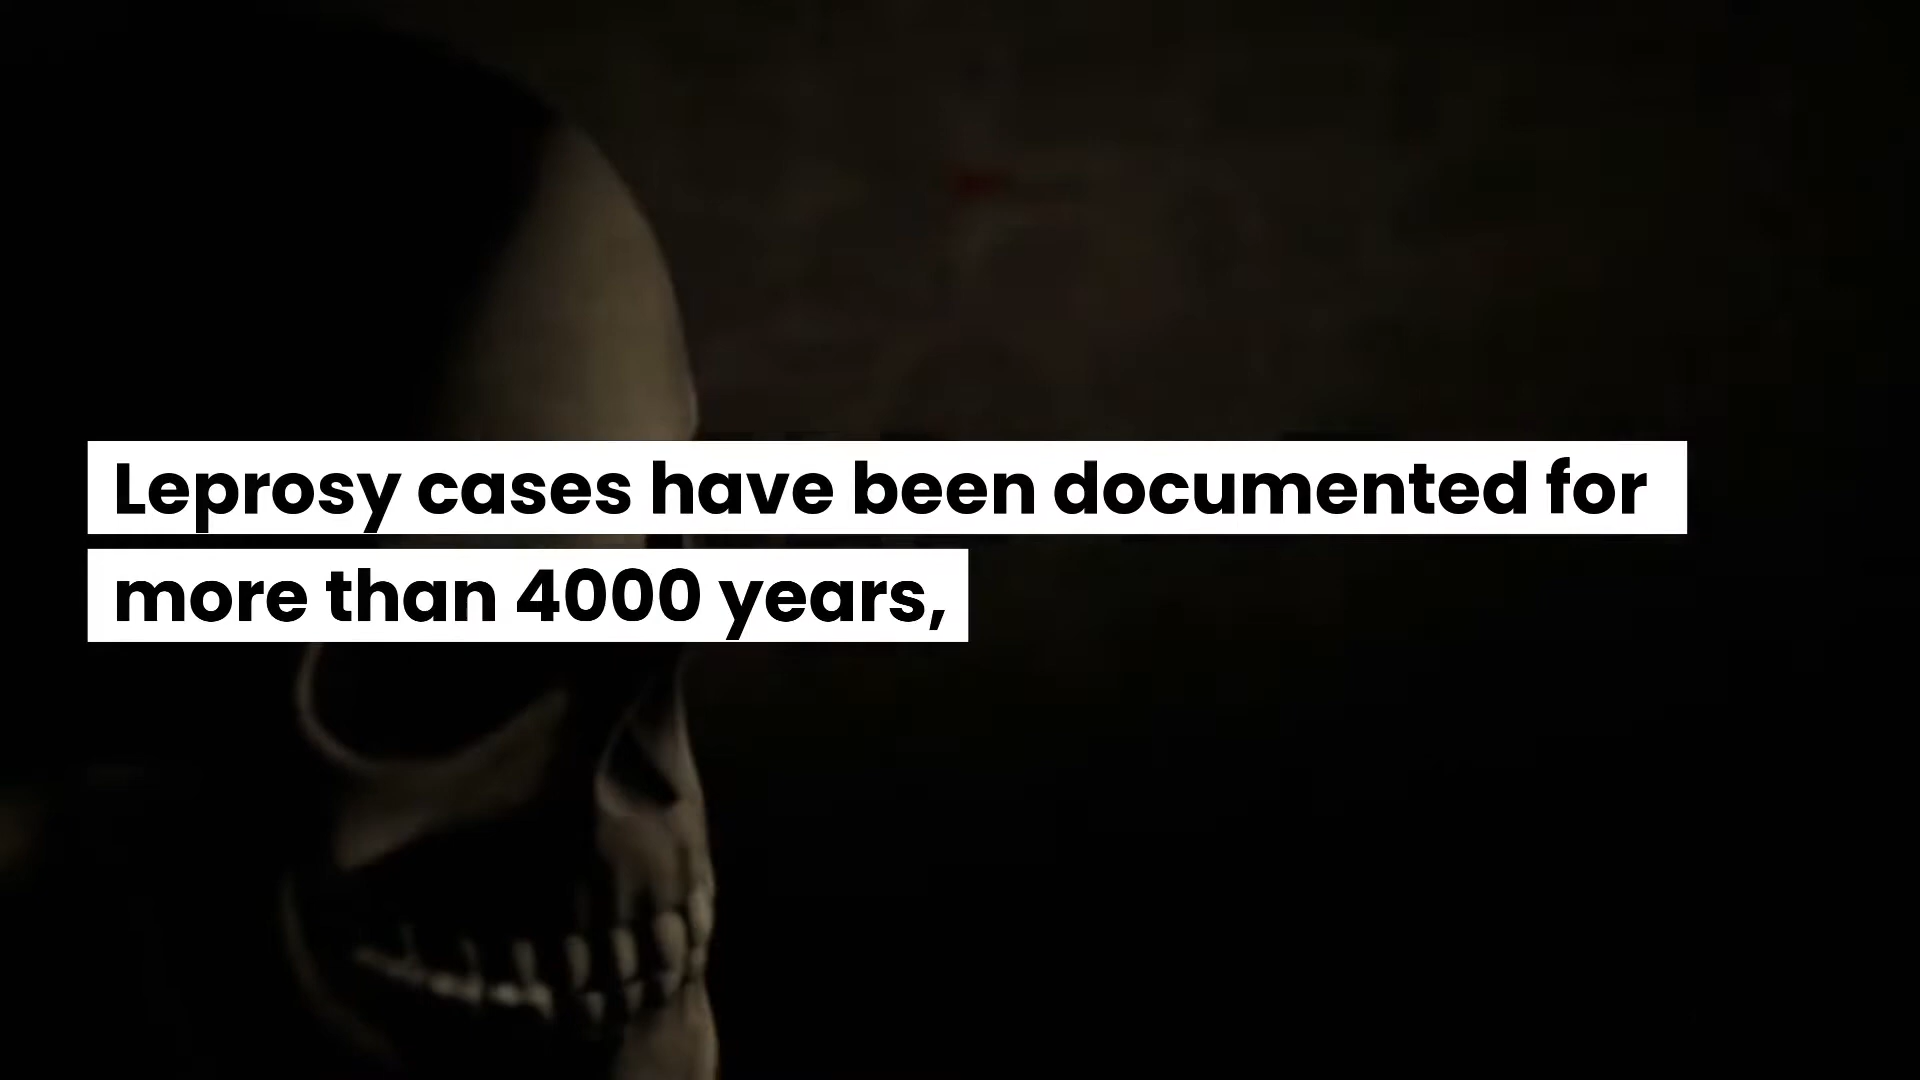 Leprosy cases have been documented for
more than 4000 years,